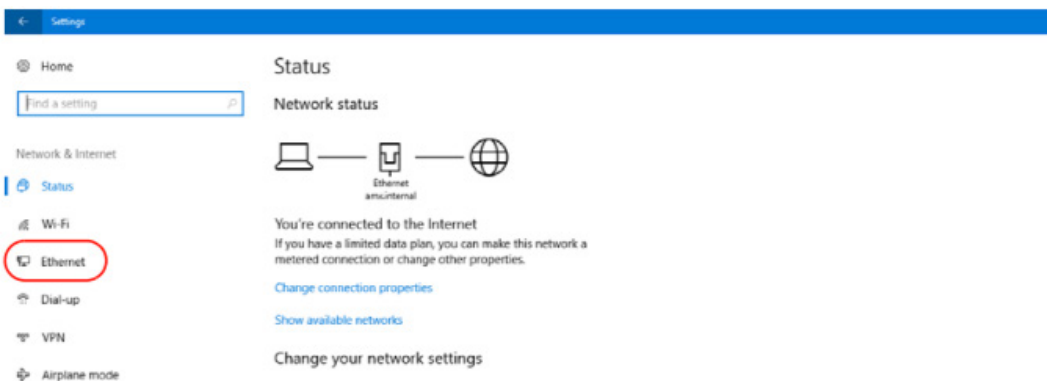 Settings
Home
Find a setting
Network & Internet
Status
Wi-Fi
Ethernet
Dial-up
VPN
Airplane mode
Status
Network status
Ethernet
ams.internal
You're connected to the Internet
If you have a limited data plan, you can make this network a
metered connection or change other properties.
Change connection properties
Show available networks
Change your network settings